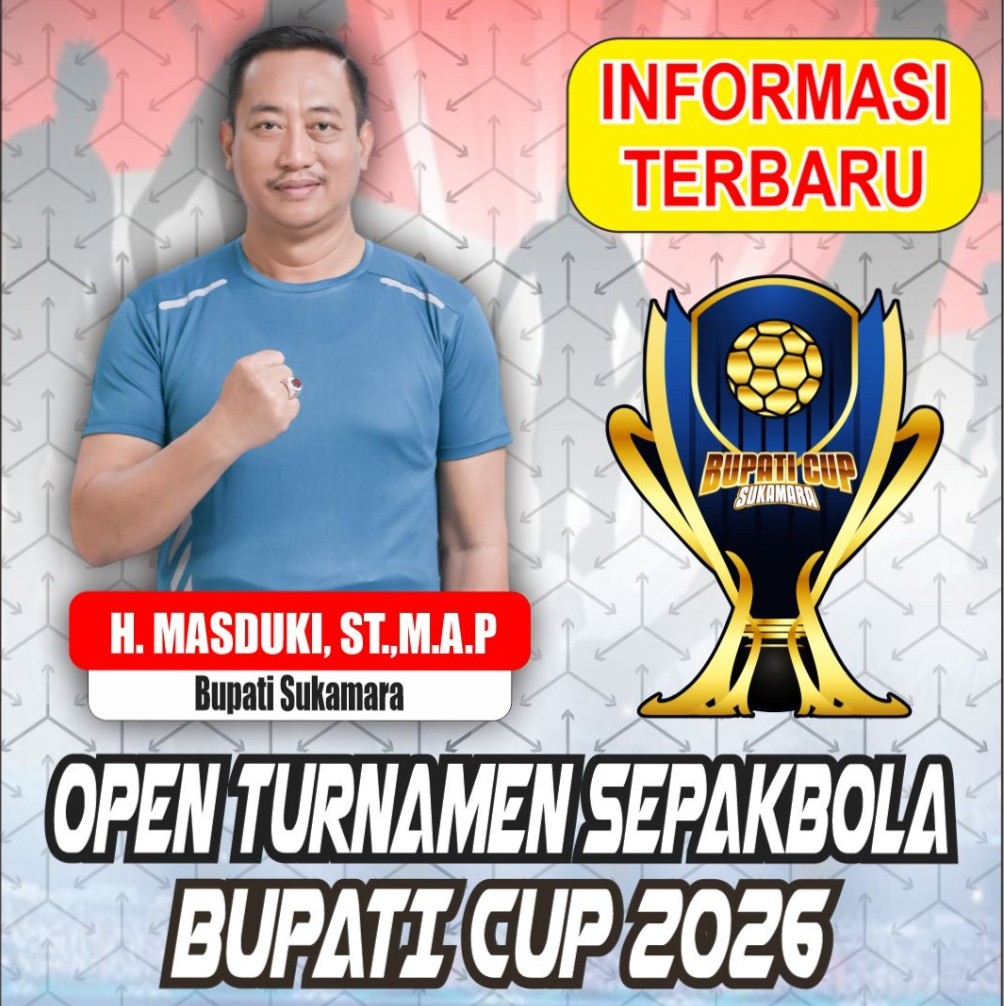 INFORMASI
TERBARU
BUPATI CUP
SUKAMARA
H. MASDUKI, ST.,M.A.P
Bupati Sukamara
OPEN TURNAMEN SEPAKBOLA
BUPATI CUP 2026